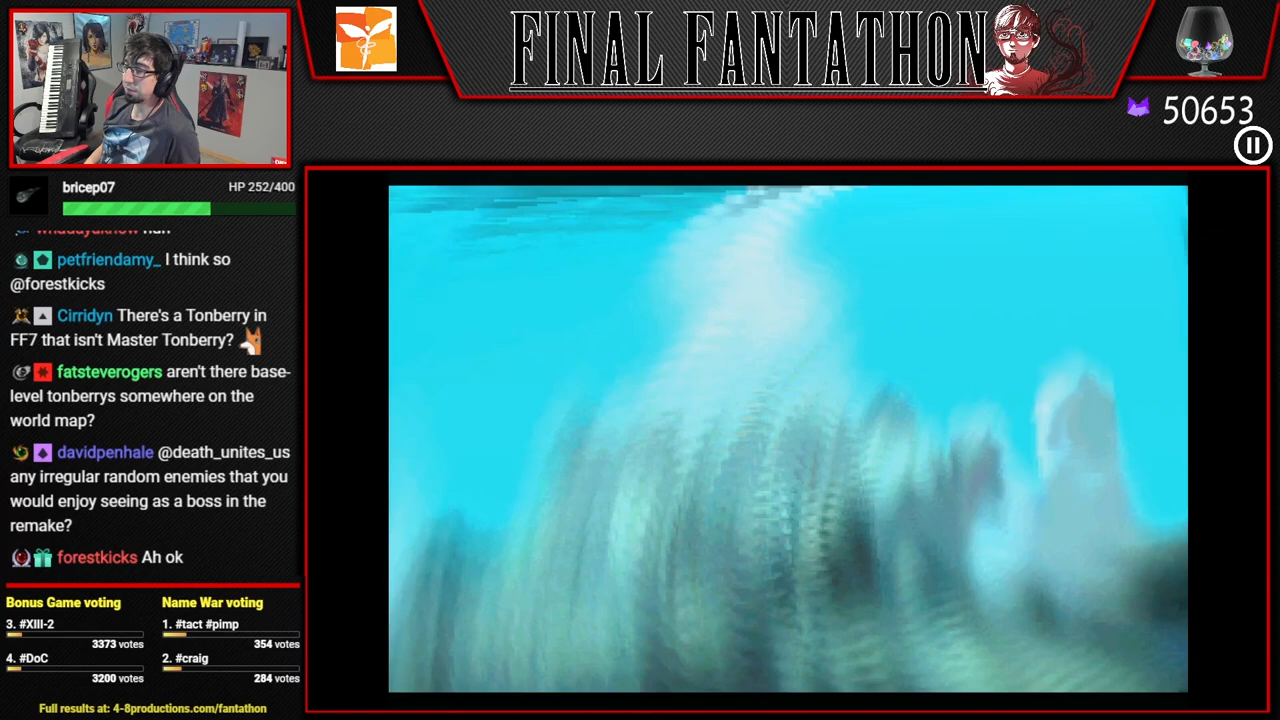 FINAL FANTATHON
50653
bricep07 HP 252/400
petfriendamy_ I think so
@forestkicks
Cirridyn There's a Tonberry in
FF7 that isn't Master Tonberry?
fatsteverogers aren't there base-
level tonberrys somewhere on the
world map?
davidpenhale @death_unites_us
any irregular random enemies that you
would enjoy seeing as a boss in the
remake?
forestkicks Ah ok
Bonus Game voting
3. #XIII-2
3373 votes
4. #DoC
3200 votes
Name War voting
1. #tact #pimp
354 votes
2. #craig
284 votes
Full results at: 4-8productions.com/fantathon